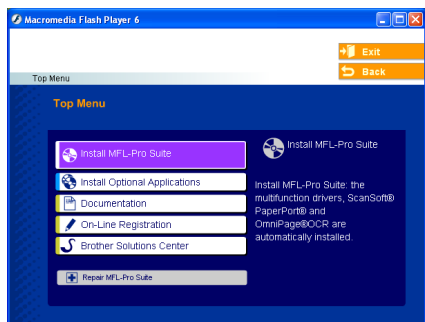 Macromedia Flash Player 6
Exit
Back
Top Menu
Top Menu
Install MFL-Pro Suite
Install Optional Applications
Documentation
On-Line Registration
Brother Solutions Center
Repair MFL-Pro Suite
Install MFL-Pro Suite
Install MFL-Pro Suite: the
multifunction drivers, ScanSoft®
PaperPort® and
OmniPage®OCR are
automatically installed.